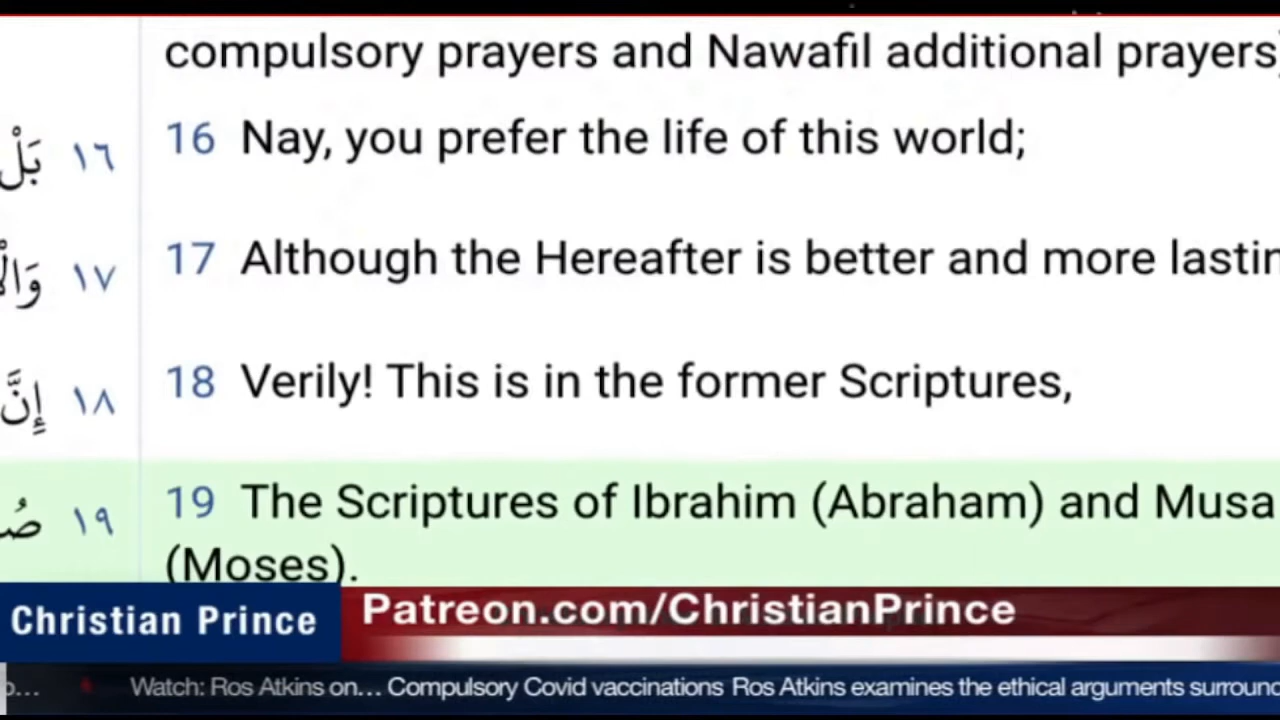 compulsory prayers and Nawafil additional prayers)
16 Nay, you prefer the life of this world;
١٦ بَلْ
17 Although the Hereafter is better and more lastin
١٧
18 Verily! This is in the former Scriptures,
١٨ إِنَّ
19 The Scriptures of Ibrahim (Abraham) and Musa
(Moses).
١٩
Christian Prince
Patreon.com/ChristianPrince
Watch: Ros Atkins on... Compulsory Covid vaccinations Ros Atkins examines the ethical arguments surroun